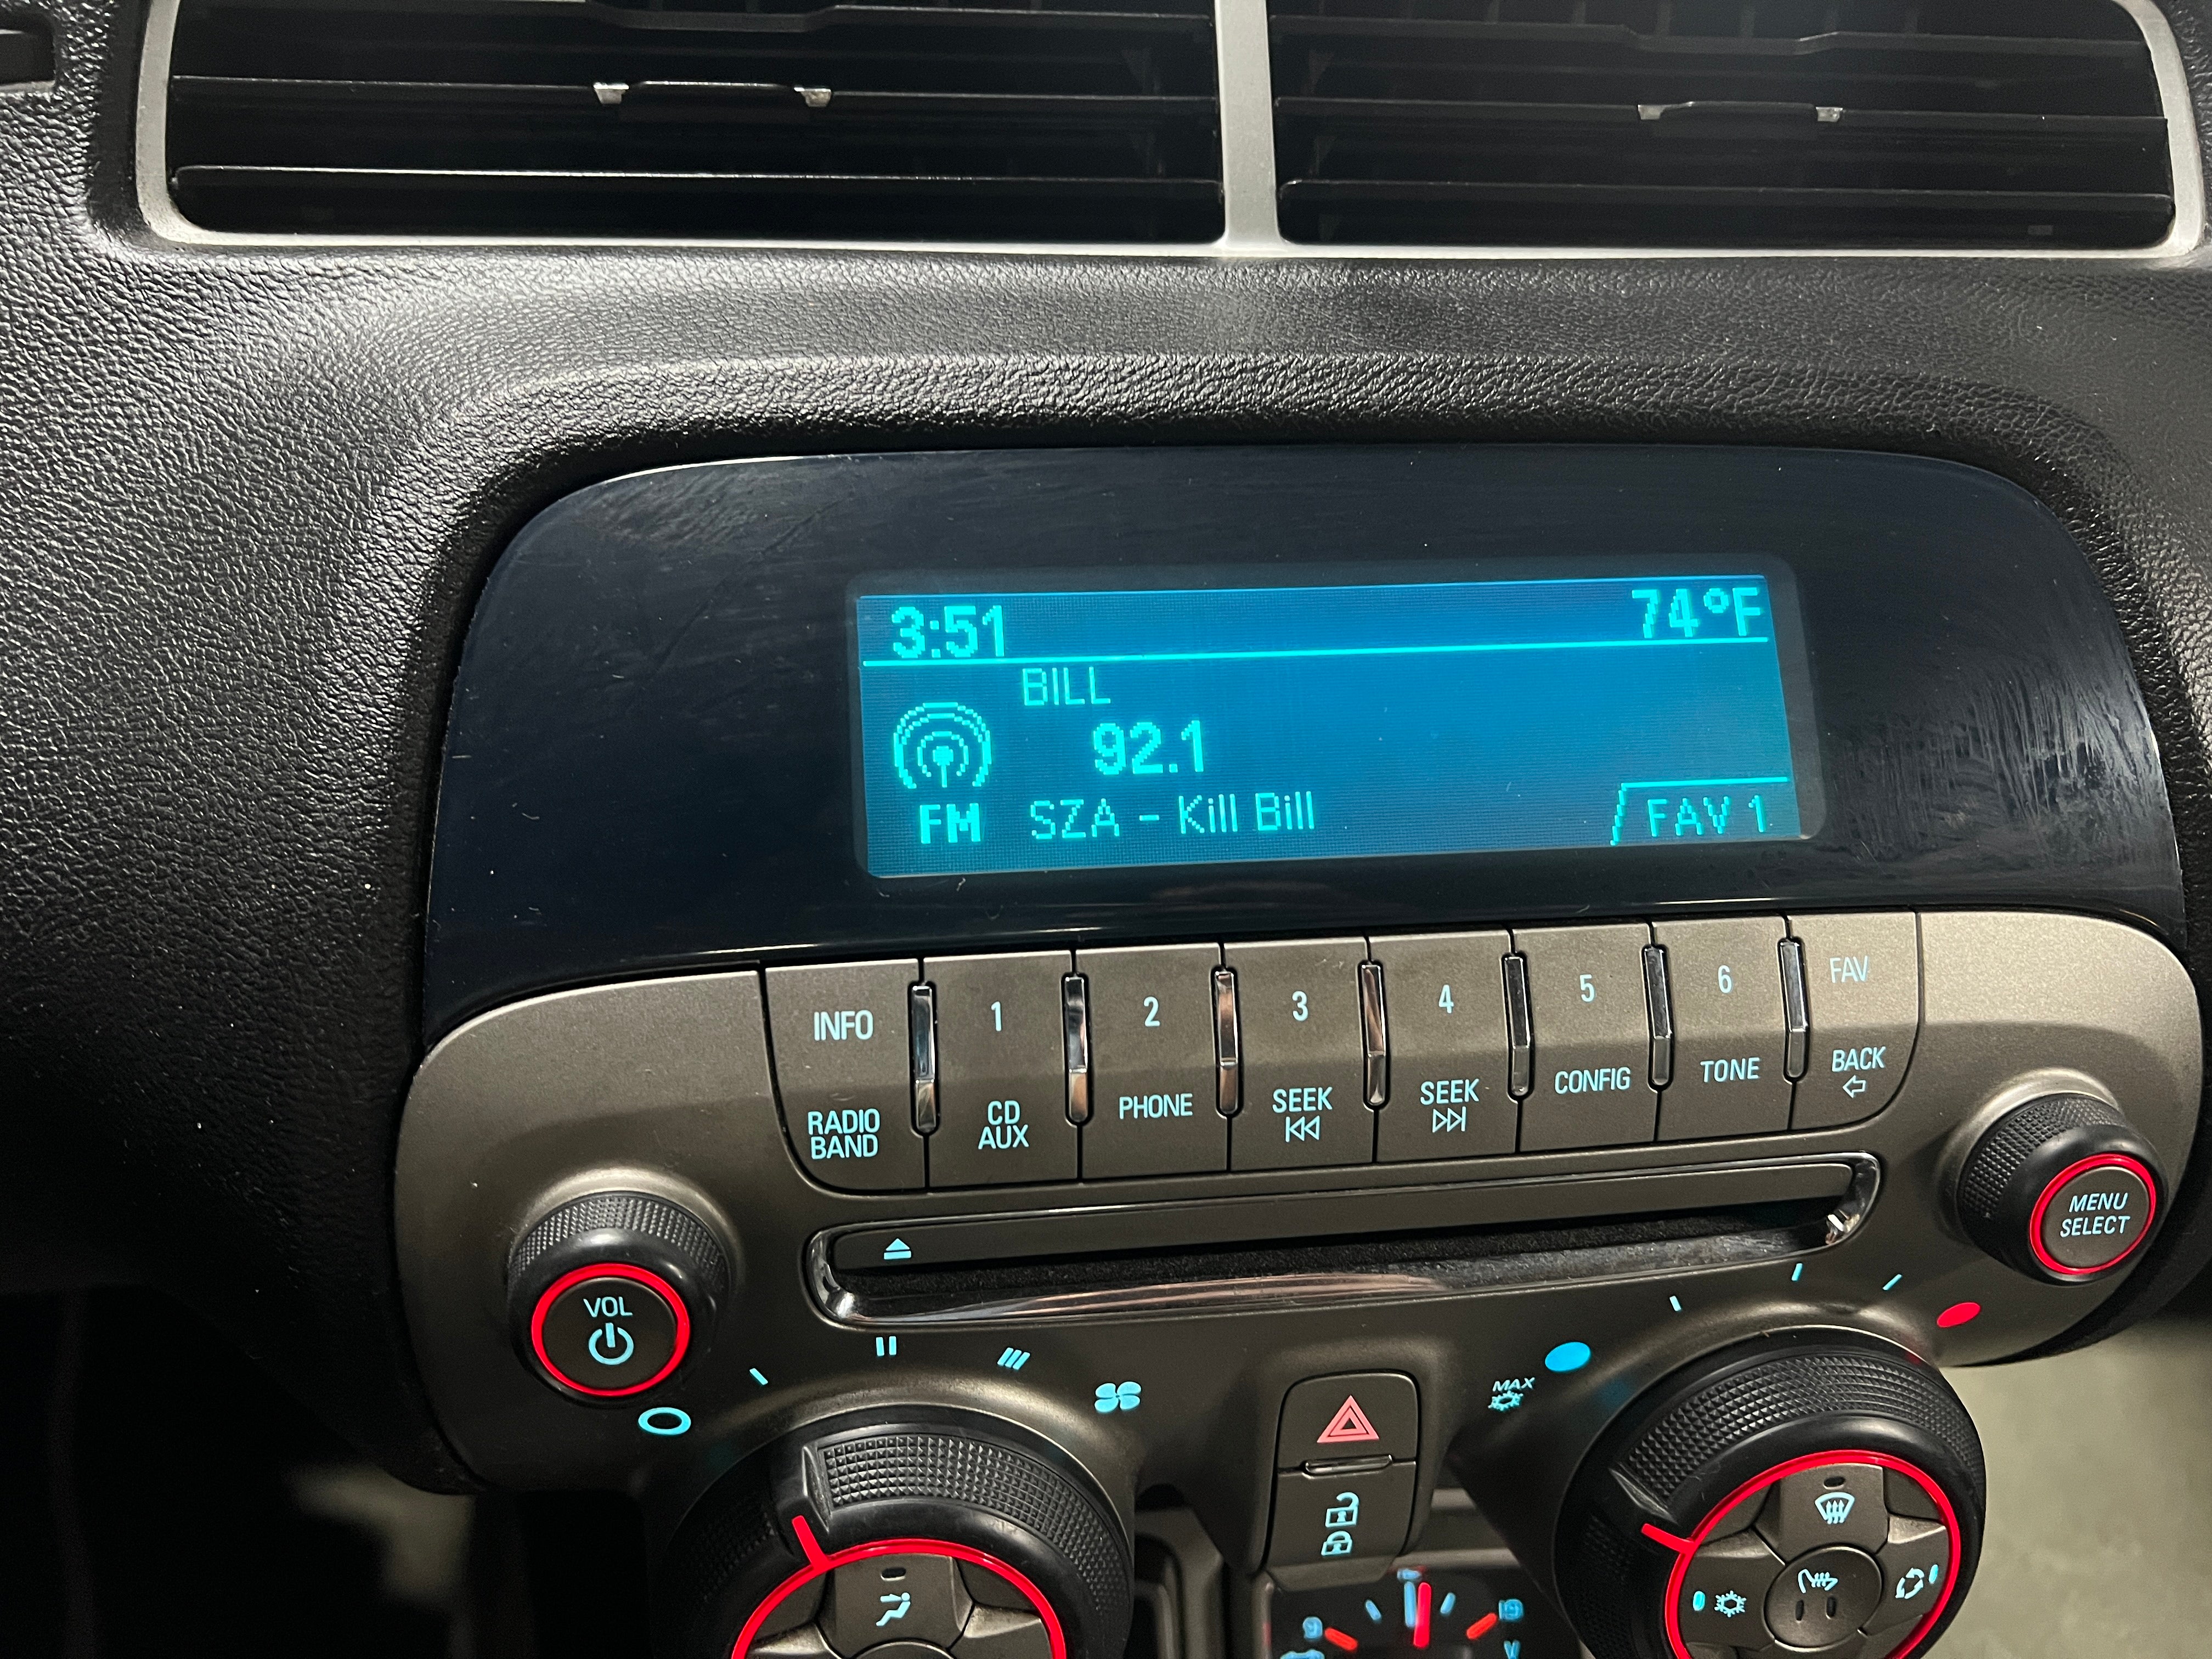 3:51 74°F
BILL
92.1
FM SZA - Kill Bill FAV 1
INFO 1 2 3 4 5 6 FAV
RADIO BAND CD AUX PHONE SEEK SEEK CONFIG TONE BACK
MENU SELECT
VOL
MAX
V